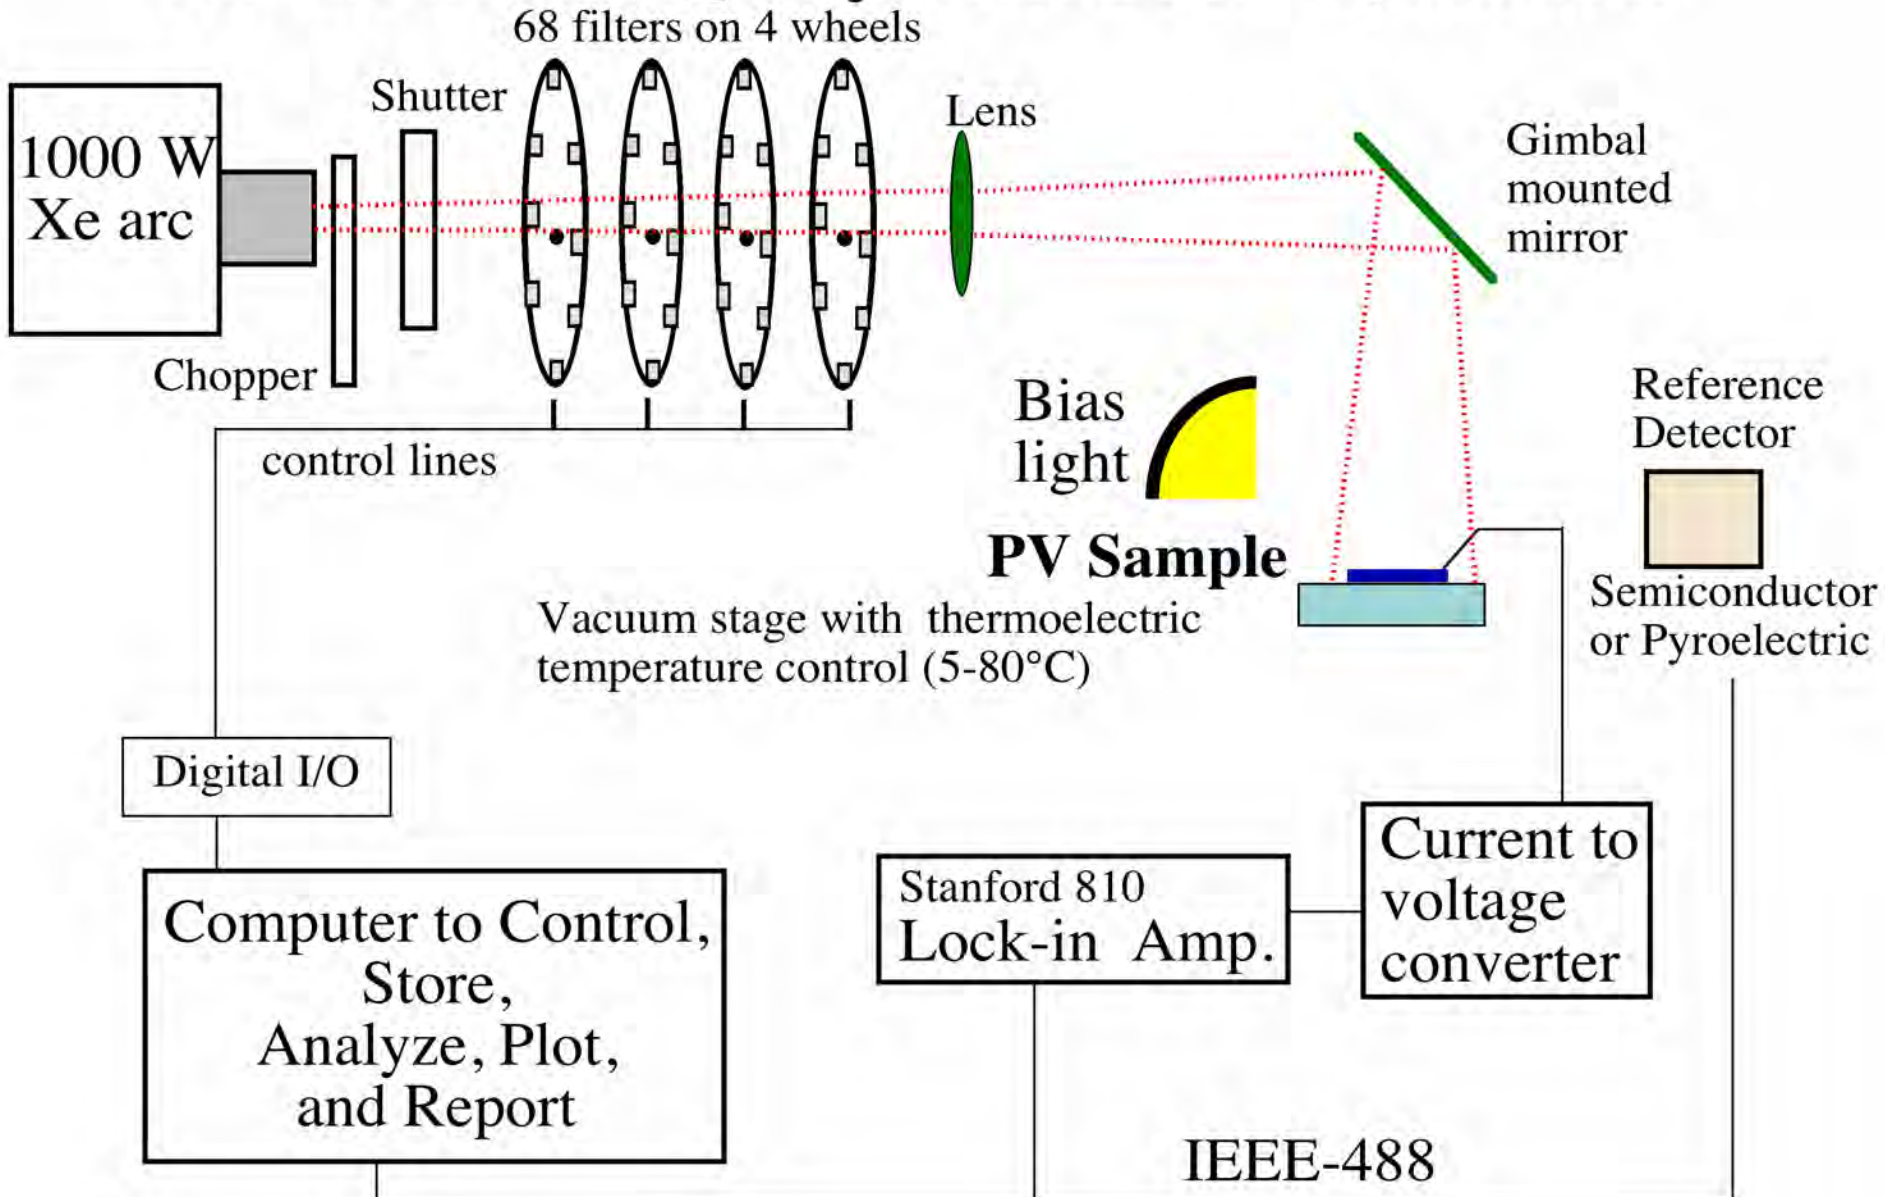 68 filters on 4 wheels
1000 W
Xe arc
Shutter
Lens
Gimbal
mounted
mirror
Chopper
control lines
Bias
light
Reference
Detector
PV Sample
Semiconductor
or Pyroelectric
Vacuum stage with thermoelectric
temperature control (5-80°C)
Digital I/O
Computer to Control,
Store,
Analyze, Plot,
and Report
Stanford 810
Lock-in Amp.
Current to
voltage
converter
IEEE-488